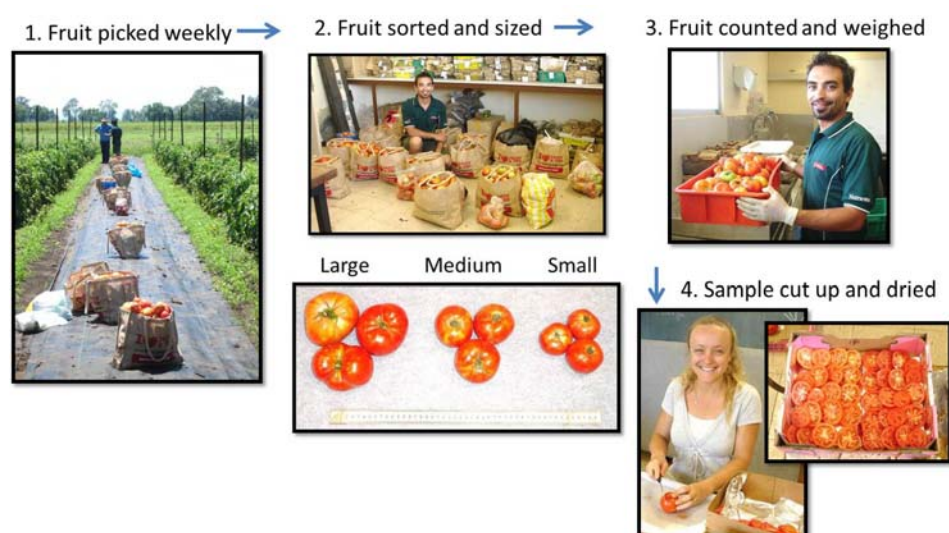 1. Fruit picked weekly
2. Fruit sorted and sized
3. Fruit counted and weighed
Large
Medium
Small
4. Sample cut up and dried